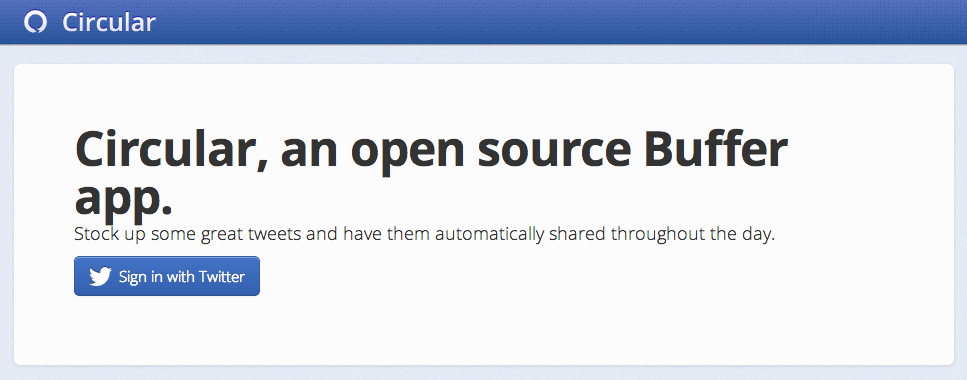 Circular
Circular, an open source Buffer
app.
Stock up some great tweets and have them automatically shared throughout the day.
Sign in with Twitter